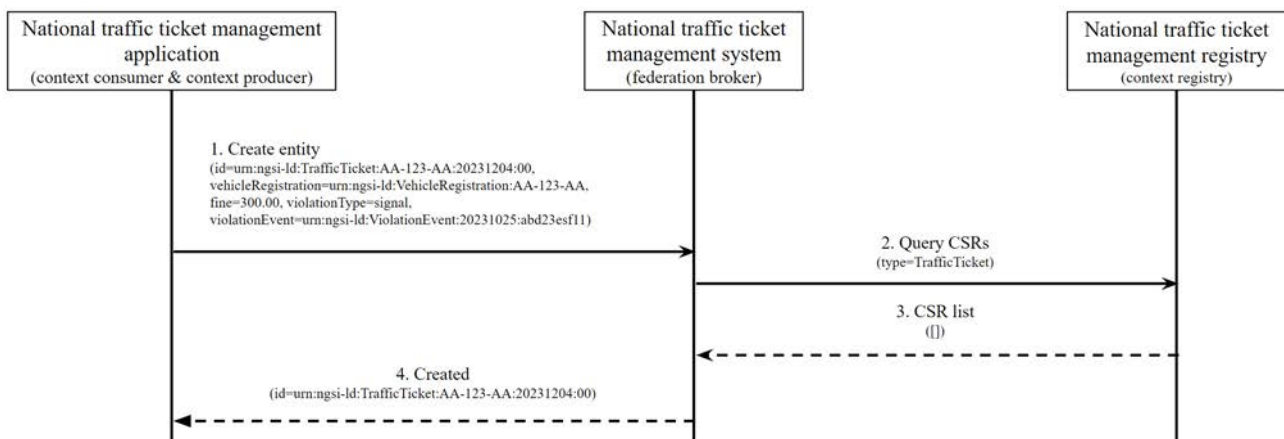 National traffic ticket management
application
(context consumer & context producer)
National traffic ticket
management system
(federation broker)
National traffic ticket
management registry
(context registry)
1. Create entity
(id=urn:ngsi-ld:TrafficTicket:AA-123-AA:20231204:00,
vehicleRegistration=urn:ngsi-ld:VehicleRegistration:AA-123-AA,
fine=300.00, violationType=signal,
violationEvent=urn:ngsi-ld:ViolationEvent:20231025:abd23esf11)
2. Query CSRs
(type=TrafficTicket)
3. CSR list
([])
4. Created
(id=urn:ngsi-ld:TrafficTicket:AA-123-AA:20231204:00)